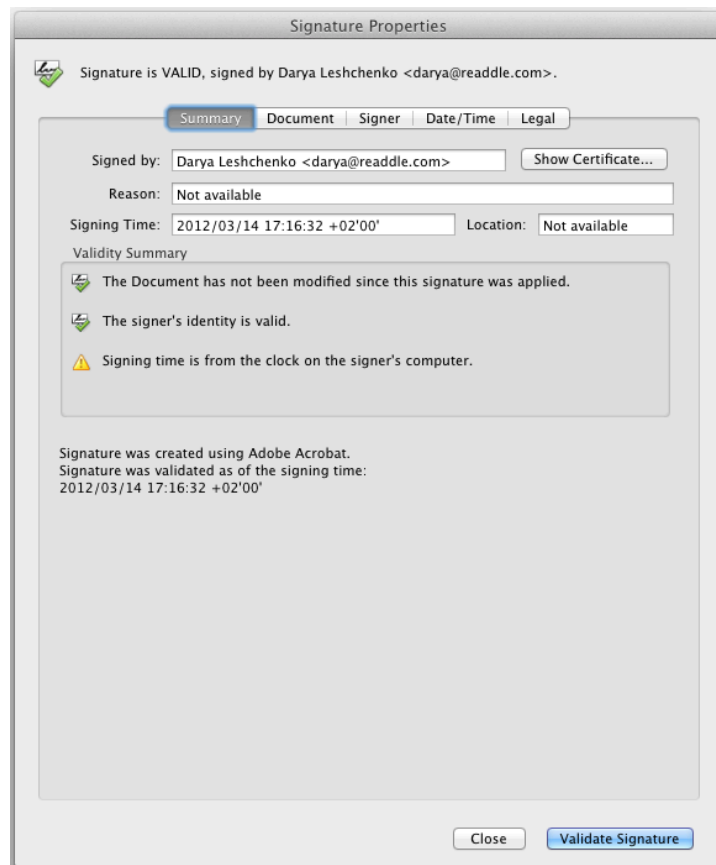 Signature Properties
Signature is VALID, signed by Darya Leshchenko <darya@readdle.com>.
Summary Document Signer Date/Time Legal
Signed by: Darya Leshchenko <darya@readdle.com> Show Certificate...
Reason: Not available
Signing Time: 2012/03/14 17:16:32 +02'00' Location: Not available
Validity Summary
The Document has not been modified since this signature was applied.
The signer's identity is valid.
Signing time is from the clock on the signer's computer.
Signature was created using Adobe Acrobat.
Signature was validated as of the signing time:
2012/03/14 17:16:32 +02'00'
Close Validate Signature